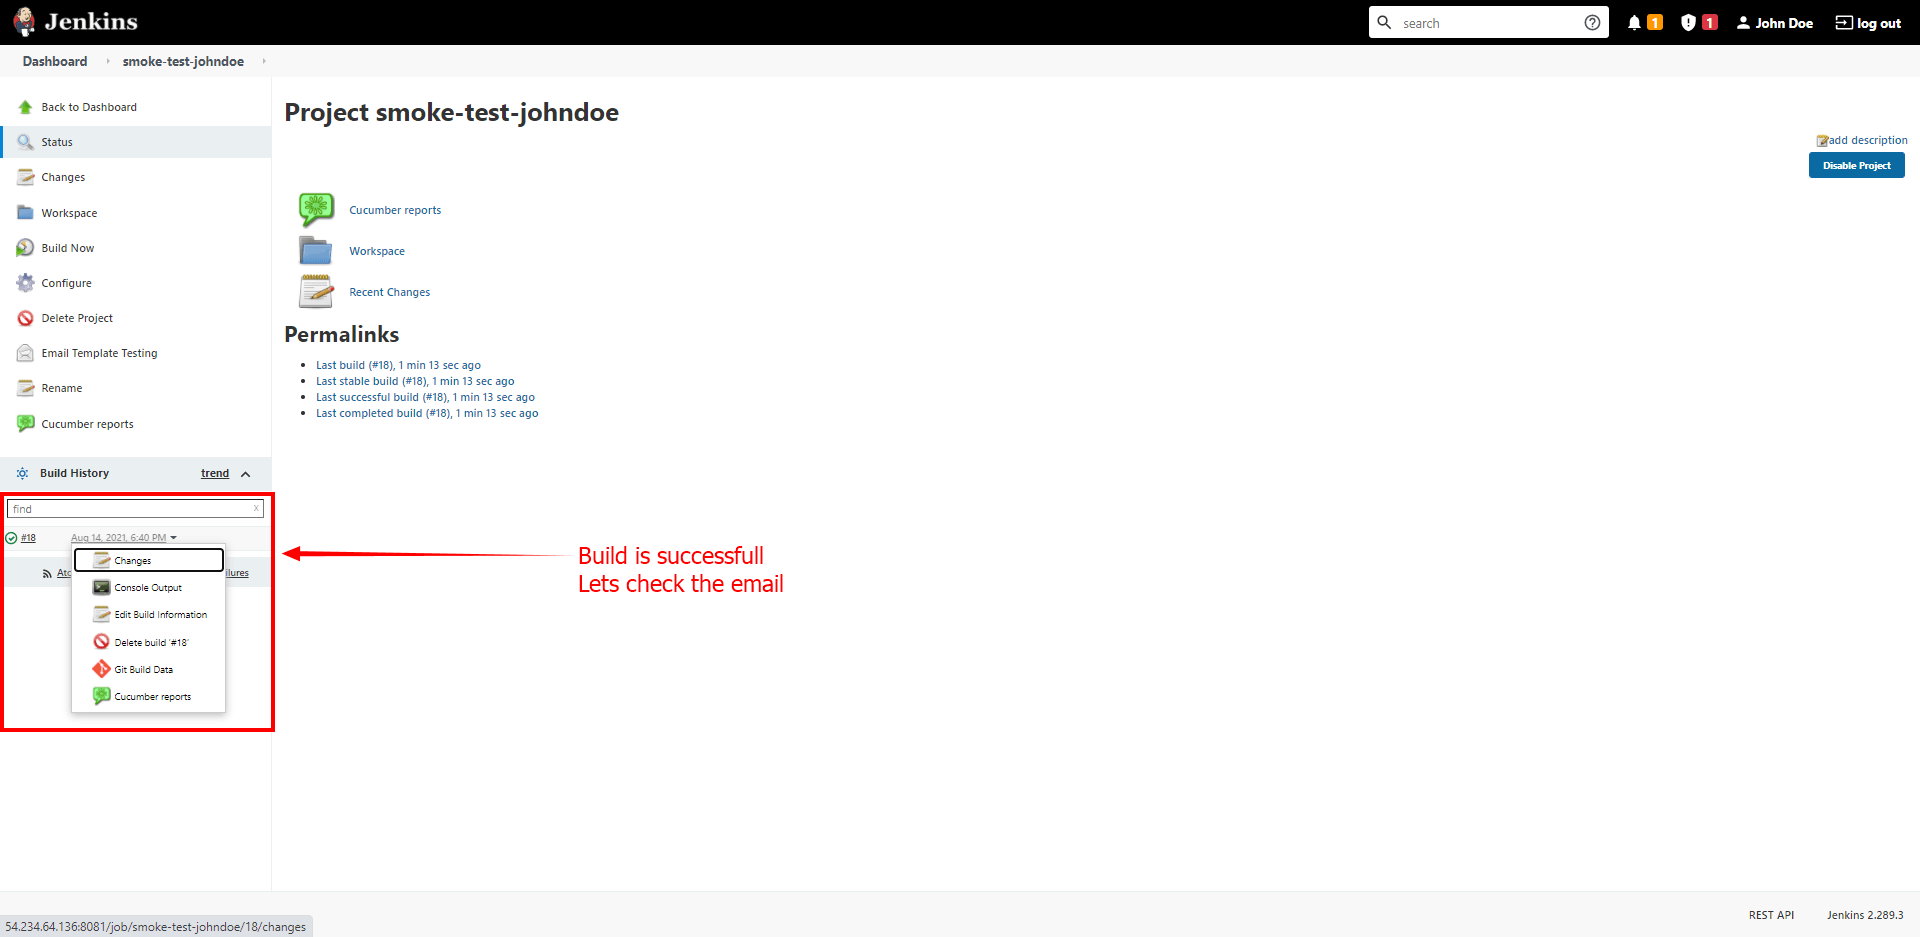 Jenkins
search
1
1
John Doe
log out
Dashboard
smoke-test-johndoe
Back to Dashboard
Status
Changes
Workspace
Build Now
Configure
Delete Project
Email Template Testing
Rename
Cucumber reports
Build History
trend
find
x
#18
Aug 14, 2021, 6:40 PM
Changes
Console Output
Edit Build Information
Delete build '#18'
Git Build Data
Cucumber reports
Project smoke-test-johndoe
add description
Disable Project
Cucumber reports
Workspace
Recent Changes
Permalinks
Last build (#18), 1 min 13 sec ago
Last stable build (#18), 1 min 13 sec ago
Last successful build (#18), 1 min 13 sec ago
Last completed build (#18), 1 min 13 sec ago
Build is successfull
Lets check the email
REST API
Jenkins 2.289.3
54.234.64.136:8081/job/smoke-test-johndoe/18/changes